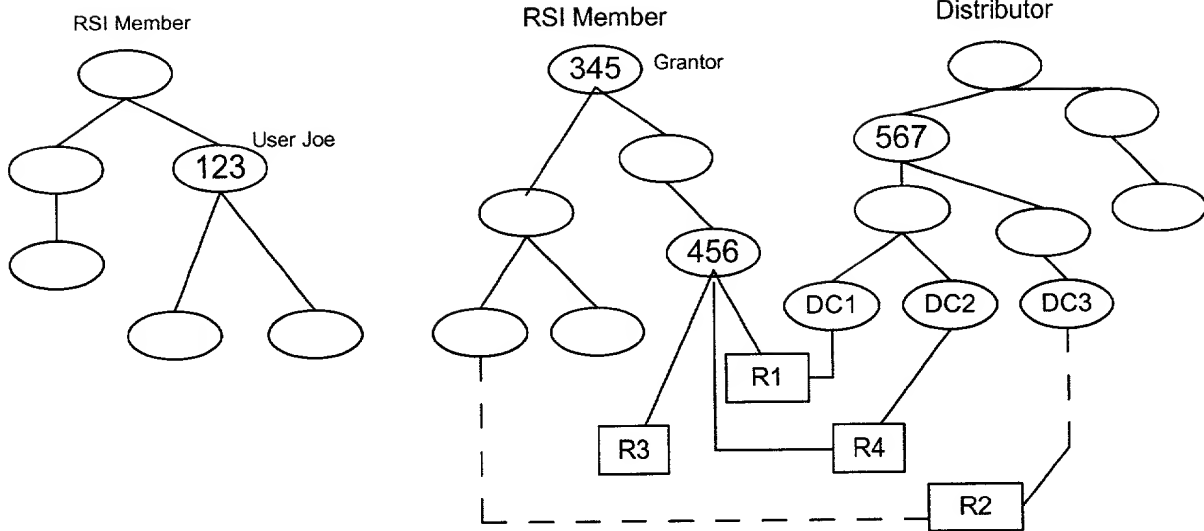 RSI Member
RSI Member
Distributor
345
Grantor
User Joe
123
567
456
DC1
DC2
DC3
R1
R3
R4
R2